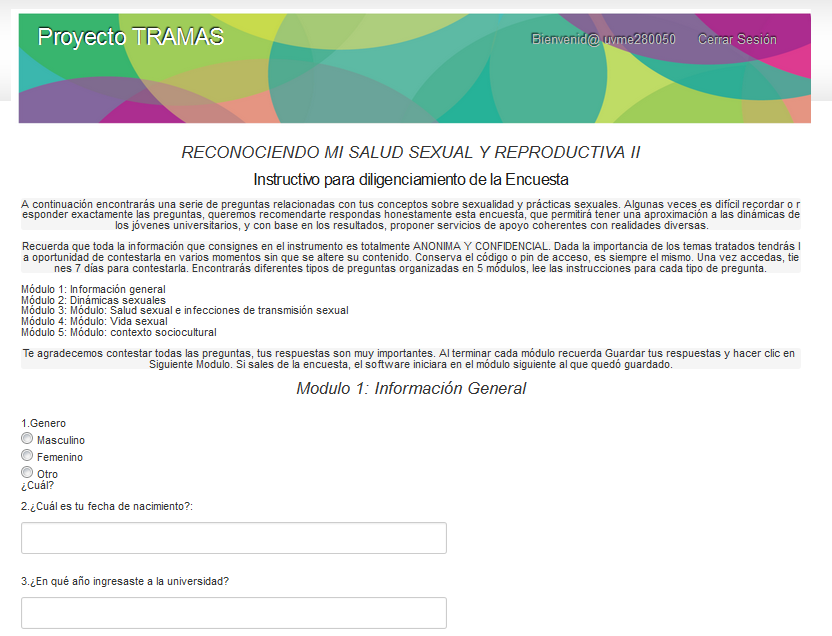 Proyecto TRAMAS
Bienvenid@ uvme280050 Cerrar Sesión
RECONOCIENDO MI SALUD SEXUAL Y REPRODUCTIVA II
Instructivo para diligenciamiento de la Encuesta
A continuación encontrarás una serie de preguntas relacionadas con tus conceptos sobre sexualidad y prácticas sexuales. Algunas veces es difícil recordar o r
esponder exactamente las preguntas, queremos recomendarte respondas honestamente esta encuesta, que permitirá tener una aproximación a las dinámicas de
los jóvenes universitarios, y con base en los resultados, proponer servicios de apoyo coherentes con realidades diversas.
Recuerda que toda la información que consignes en el instrumento es totalmente ANONIMA Y CONFIDENCIAL. Dada la importancia de los temas tratados tendrás l
a oportunidad de contestarla en varios momentos sin que se altere su contenido. Conserva el código o pin de acceso, es siempre el mismo. Una vez accedas, tie
nes 7 días para contestarla. Encontrarás diferentes tipos de preguntas organizadas en 5 módulos, lee las instrucciones para cada tipo de pregunta.
Módulo 1: Información general
Módulo 2: Dinámicas sexuales
Módulo 3: Módulo: Salud sexual e infecciones de transmisión sexual
Módulo 4: Módulo: Vida sexual
Módulo 5: Módulo: contexto sociocultural
Te agradecemos contestar todas las preguntas, tus respuestas son muy importantes. Al terminar cada módulo recuerda Guardar tus respuestas y hacer clic en
Siguiente Modulo. Si sales de la encuesta, el software iniciara en el módulo siguiente al que quedó guardado.
Modulo 1: Información General
1.Genero
Masculino
Femenino
Otro
¿Cuál?
2.¿Cuál es tu fecha de nacimiento?:
3.¿En qué año ingresaste a la universidad?